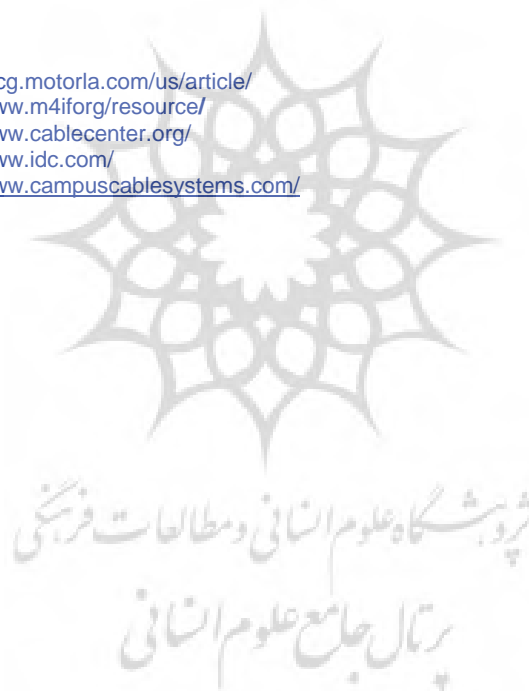 cg.motorla.com/us/article/
ww.m4iforg/resource/
ww.cablecenter.org/
ww.idc.com/
ww.campuscablesystems.com/
پژوهشگاه علوم انسانی و مطالعات فرهنگی
پرتال جامع علوم انسانی